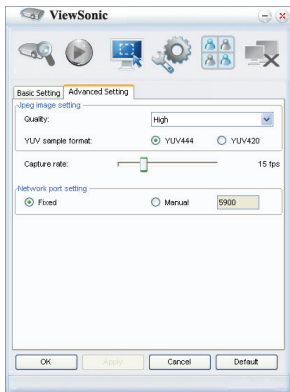 ViewSonic
Basic Setting Advanced Setting
Jpeg image setting
Quality: High
YUV sample format: YUV444 YUV420
Capture rate: 15 fps
Network port setting
Fixed Manual 5900
OK Apply Cancel Default